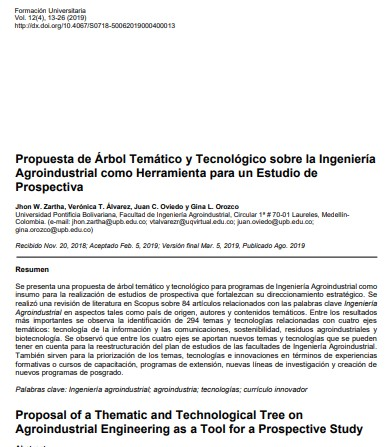 Formación Universitaria
Vol. 12(4), 13-26 (2019)
http://dx.doi.org/10.4067/S0718-50062019000400013
Propuesta de Árbol Temático y Tecnológico sobre la Ingeniería
Agroindustrial como Herramienta para un Estudio de
Prospectiva
Jhon W. Zartha, Verónica T. Álvarez, Juan C. Oviedo y Gina L. Orozco
Universidad Pontificia Bolivariana, Facultad de Ingeniería Agroindustrial, Circular 1ª # 70-01 Laureles, Medellín-
Colombia. (e-mail: jhon.zartha@upb.edu.co; vtalvarezr@uqvirtual.edu.co; juan.oviedo@upb.edu.co;
gina.orozco@upb.edu.co)
Recibido Nov. 20, 2018; Aceptado Feb. 5, 2019; Versión final Mar. 5, 2019, Publicado Ago. 2019
Resumen
Se presenta una propuesta de árbol temático y tecnológico para programas de Ingeniería Agroindustrial como
insumo para la realización de estudios de prospectiva que fortalezcan su direccionamiento estratégico. Se
realizó una revisión de literatura en Scopus sobre 84 artículos relacionados con las palabras clave Ingeniería
Agroindustrial en aspectos tales como país de origen, autores y contenidos temáticos. Entre los resultados
más importantes se observa la identificación de 294 temas y tecnologías relacionadas con cuatro ejes
temáticos: tecnología de la información y las comunicaciones, sostenibilidad, residuos agroindustriales y
biotecnología. Se observó que entre los cuatro ejes se aportan nuevos temas y tecnologías que se pueden
tener en cuenta para la reestructuración del plan de estudios de las facultades de Ingeniería Agroindustrial.
También sirven para la priorización de los temas, tecnologías e innovaciones en términos de experiencias
formativas o cursos de capacitación, programas de extensión, nuevas líneas de investigación y creación de
nuevos programas de posgrado.
Palabras clave: Ingeniería agroindustrial; agroindustria; tecnologías; currículo innovador
Proposal of a Thematic and Technological Tree on
Agroindustrial Engineering as a Tool for a Prospective Study